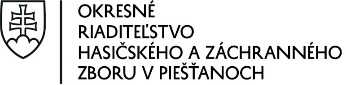 OKRESNÉ
RIADITEĽSTVO
HASIČSKÉHO A ZÁCHRANNÉHO
ZBORU V PIEŠŤANOCH